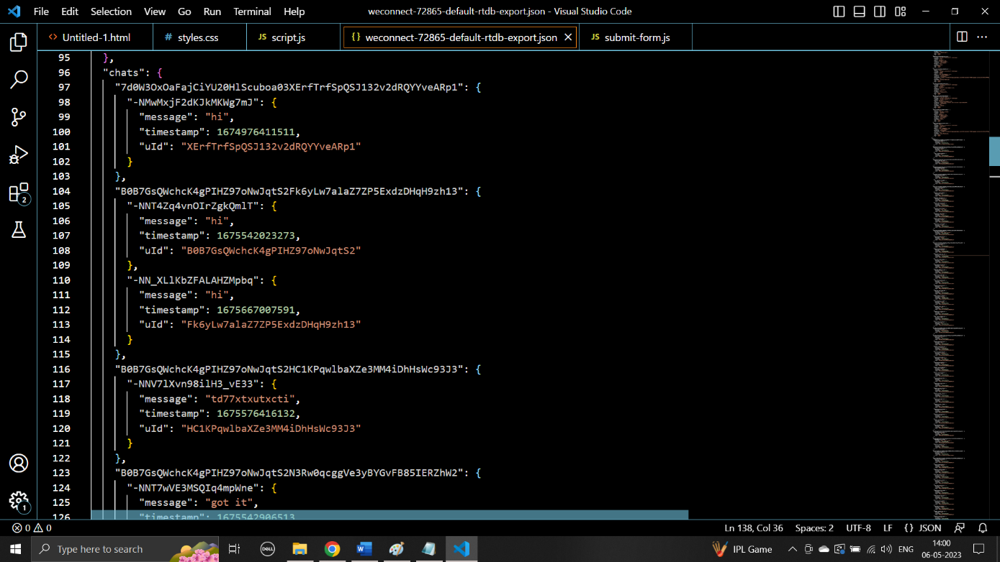 File Edit Selection View Go Run Terminal Help
weconnect-72865-default-rtdb-export.json - Visual Studio Code
<> Untitled-1.html
# styles.css
JS script.js
{} weconnect-72865-default-rtdb-export.json
JS submit-form.js
95 },
96 "chats": {
97 "7d0W3OxOaFajCiYU20HlScuboa03XErfTrfSpQSJ132v2dRQYYveARp1": {
98 "-NMwMxjF2dKJkMKWg7mJ": {
99 "message": "hi",
100 "timestamp": 1674976411511,
101 "uId": "XErfTrfSpQSJ132v2dRQYYveARp1"
102 }
103 },
104 "B0B7GsQWchcK4gPIHZ97oNwJqtS2Fk6yLw7alaZ7ZP5ExdzDHqH9zh13": {
105 "-NNT4Zq4vnOIrZgkQmlT": {
106 "message": "hi",
107 "timestamp": 1675542023273,
108 "uId": "B0B7GsQWchcK4gPIHZ97oNwJqtS2"
109 },
110 "-NN_XLlKbZFALAHZMpbq": {
111 "message": "hi",
112 "timestamp": 1675667007591,
113 "uId": "Fk6yLw7alaZ7ZP5ExdzDHqH9zh13"
114 }
115 },
116 "B0B7GsQWchcK4gPIHZ97oNwJqtS2HC1KPqwlbaXZe3MM4iDhHsWc93J3": {
117 "-NNV7lXvn98ilH3_vE33": {
118 "message": "td77xtxutxcti",
119 "timestamp": 1675576416132,
120 "uId": "HC1KPqwlbaXZe3MM4iDhHsWc93J3"
121 }
122 },
123 "B0B7GsQWchcK4gPIHZ97oNwJqtS2N3Rw0qcggVe3yBYGvFB85IERZhW2": {
124 "-NNT7wVE3MSQIq4mpWne": {
125 "message": "got it",
126 "timestamp": 1675542906513
2
1
0 0
Ln 138, Col 36 Spaces: 2 UTF-8 LF {} JSON
Type here to search
DELL
W
IPL Game
ENG
14:00
06-05-2023